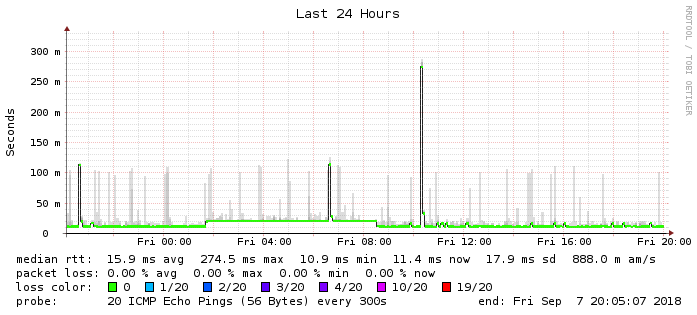 Last 24 Hours
RRDTOOL / TOBI OETIKER
Seconds
300 m
250 m
200 m
150 m
100 m
50 m
0
Fri 00:00 Fri 04:00 Fri 08:00 Fri 12:00 Fri 16:00 Fri 20:00
median rtt: 15.9 ms avg 274.5 ms max 10.9 ms min 11.4 ms now 17.9 ms sd 888.0 m am/s
packet loss: 0.00 % avg 0.00 % max 0.00 % min 0.00 % now
loss color: 0 1/20 2/20 3/20 4/20 10/20 19/20
probe: 20 ICMP Echo Pings (56 Bytes) every 300s end: Fri Sep 7 20:05:07 2018